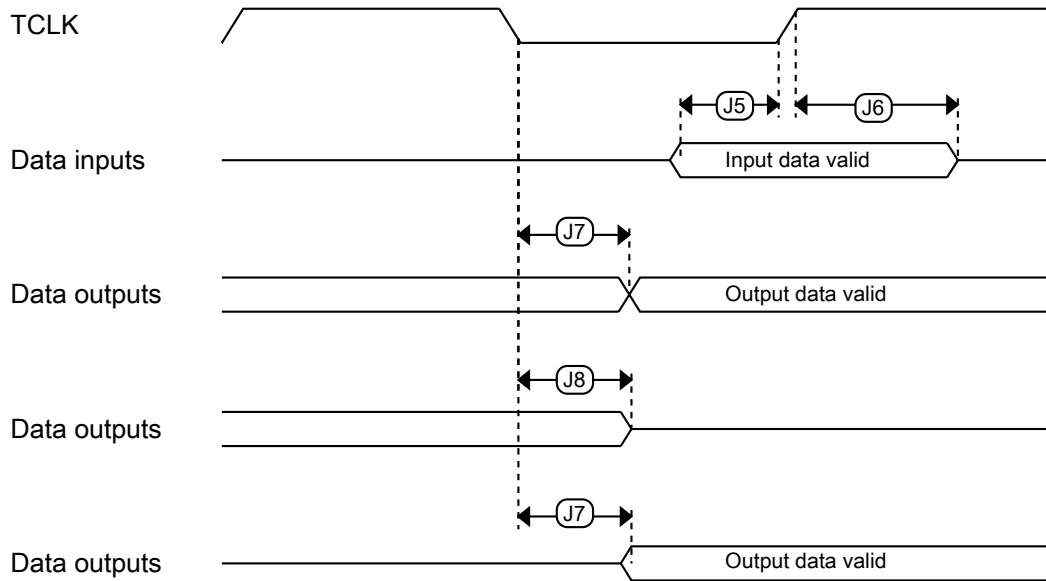 TCLK
J5
J6
Data inputs
Input data valid
J7
Data outputs
Output data valid
J8
Data outputs
J7
Data outputs
Output data valid